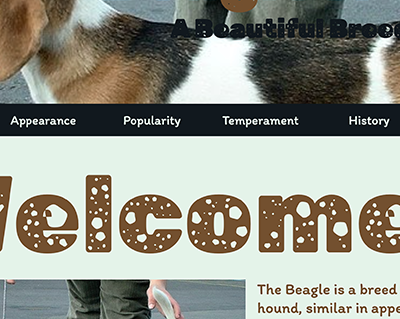 A Beautiful Breed
Appearance Popularity Temperament History
Welcome
The Beagle is a breed
hound, similar in appe